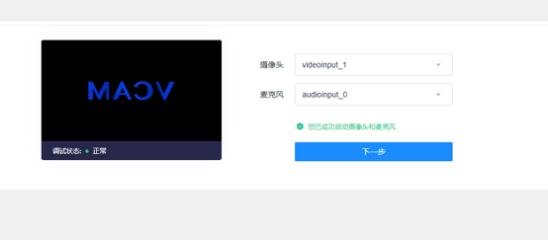 摄像头
videoinput_1
VCAM
麦克风
audioinput_0
您已成功启动摄像头和麦克风
调试状态: 正常
下一步